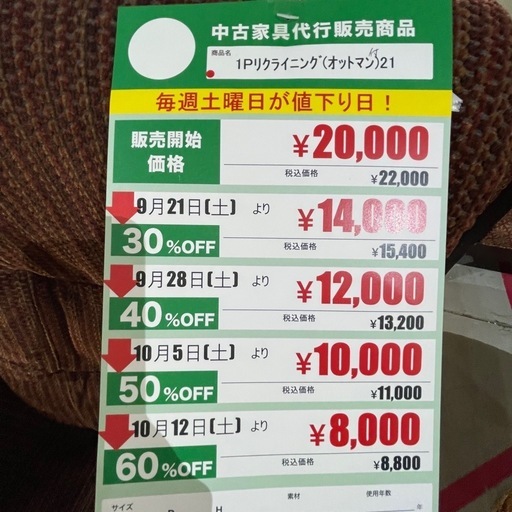 中古家具代行販売商品
商品名
1Pリクライニング(オットマン付)21
毎週土曜日が値下り日！
販売開始
価格
¥20,000
税込価格 ¥22,000
9月21日(土) より
¥14,000
30%OFF
税込価格 ¥15,400
9月28日(土) より
¥12,000
40%OFF
税込価格 ¥13,200
10月5日(土) より
¥10,000
50%OFF
税込価格 ¥11,000
10月12日(土) より
¥8,000
60%OFF
税込価格 ¥8,800
サイズ 素材 使用年数
H 年